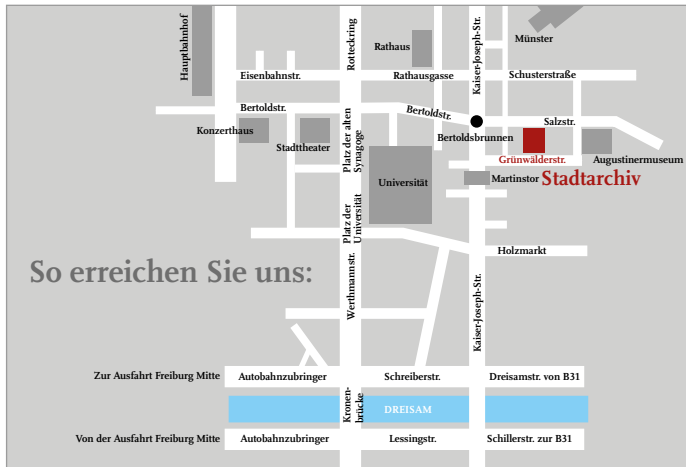 Hauptbahnhof
Rotteckring
Rathaus
Kaiser-Joseph-Str.
Münster
Eisenbahnstr.
Rathausgasse
Schusterstraße
Bertoldstr.
Bertoldstr.
Salzstr.
Konzerthaus
Stadttheater
Platz der alten
Synagoge
Bertoldsbrunnen
Grünwälderstr.
Augustinermuseum
Universität
Martinstor
Stadtarchiv
Platz der
Universität
Holzmarkt
So erreichen Sie uns:
Werthmannstr.
Kaiser-Joseph-Str.
Zur Ausfahrt Freiburg Mitte
Autobahnzubringer
Schreiberstr.
Dreisamstr. von B31
Kronen-
brücke
DREISAM
Von der Ausfahrt Freiburg Mitte
Autobahnzubringer
Lessingstr.
Schillerstr. zur B31